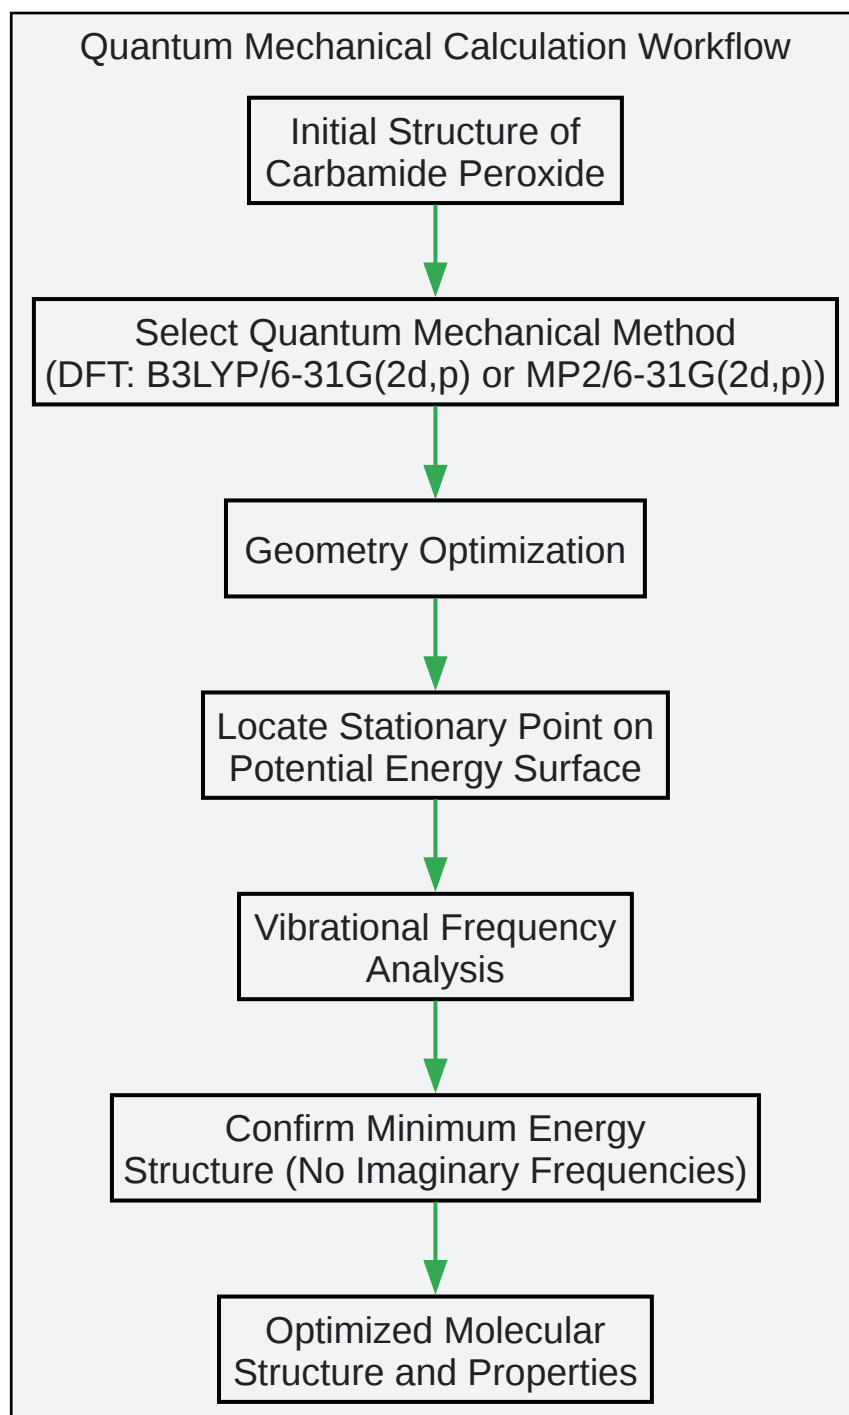 Quantum Mechanical Calculation Workflow
Initial Structure of
Carbamide Peroxide
Select Quantum Mechanical Method
(DFT: B3LYP/6-31G(2d,p) or MP2/6-31G(2d,p))
Geometry Optimization
Locate Stationary Point on
Potential Energy Surface
Vibrational Frequency
Analysis
Confirm Minimum Energy
Structure (No Imaginary Frequencies)
Optimized Molecular
Structure and Properties